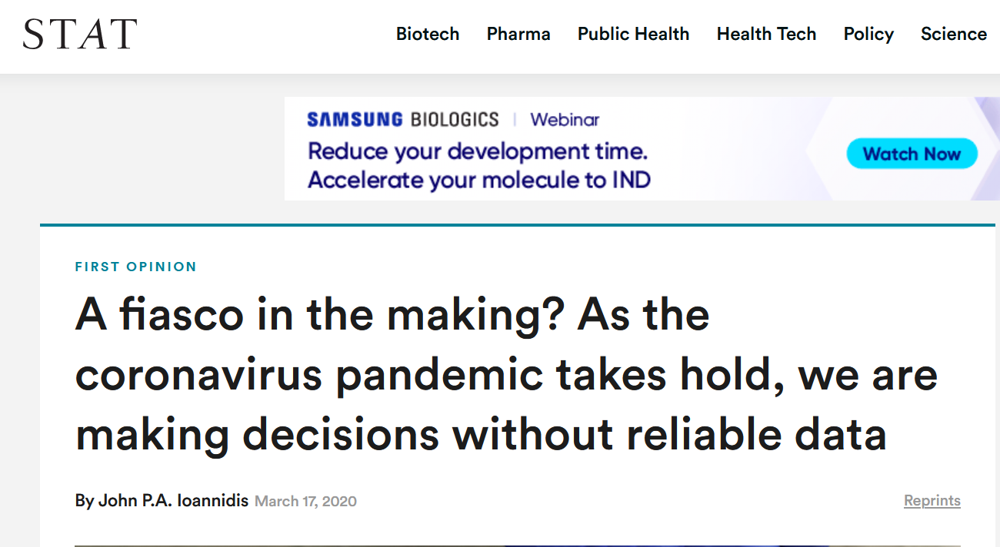 STAT
Biotech Pharma Public Health Health Tech Policy Science
SAMSUNG BIOLOGICS | Webinar
Reduce your development time.
Accelerate your molecule to IND
Watch Now
FIRST OPINION
A fiasco in the making? As the
coronavirus pandemic takes hold, we are
making decisions without reliable data
By John P.A. Ioannidis March 17, 2020
Reprints